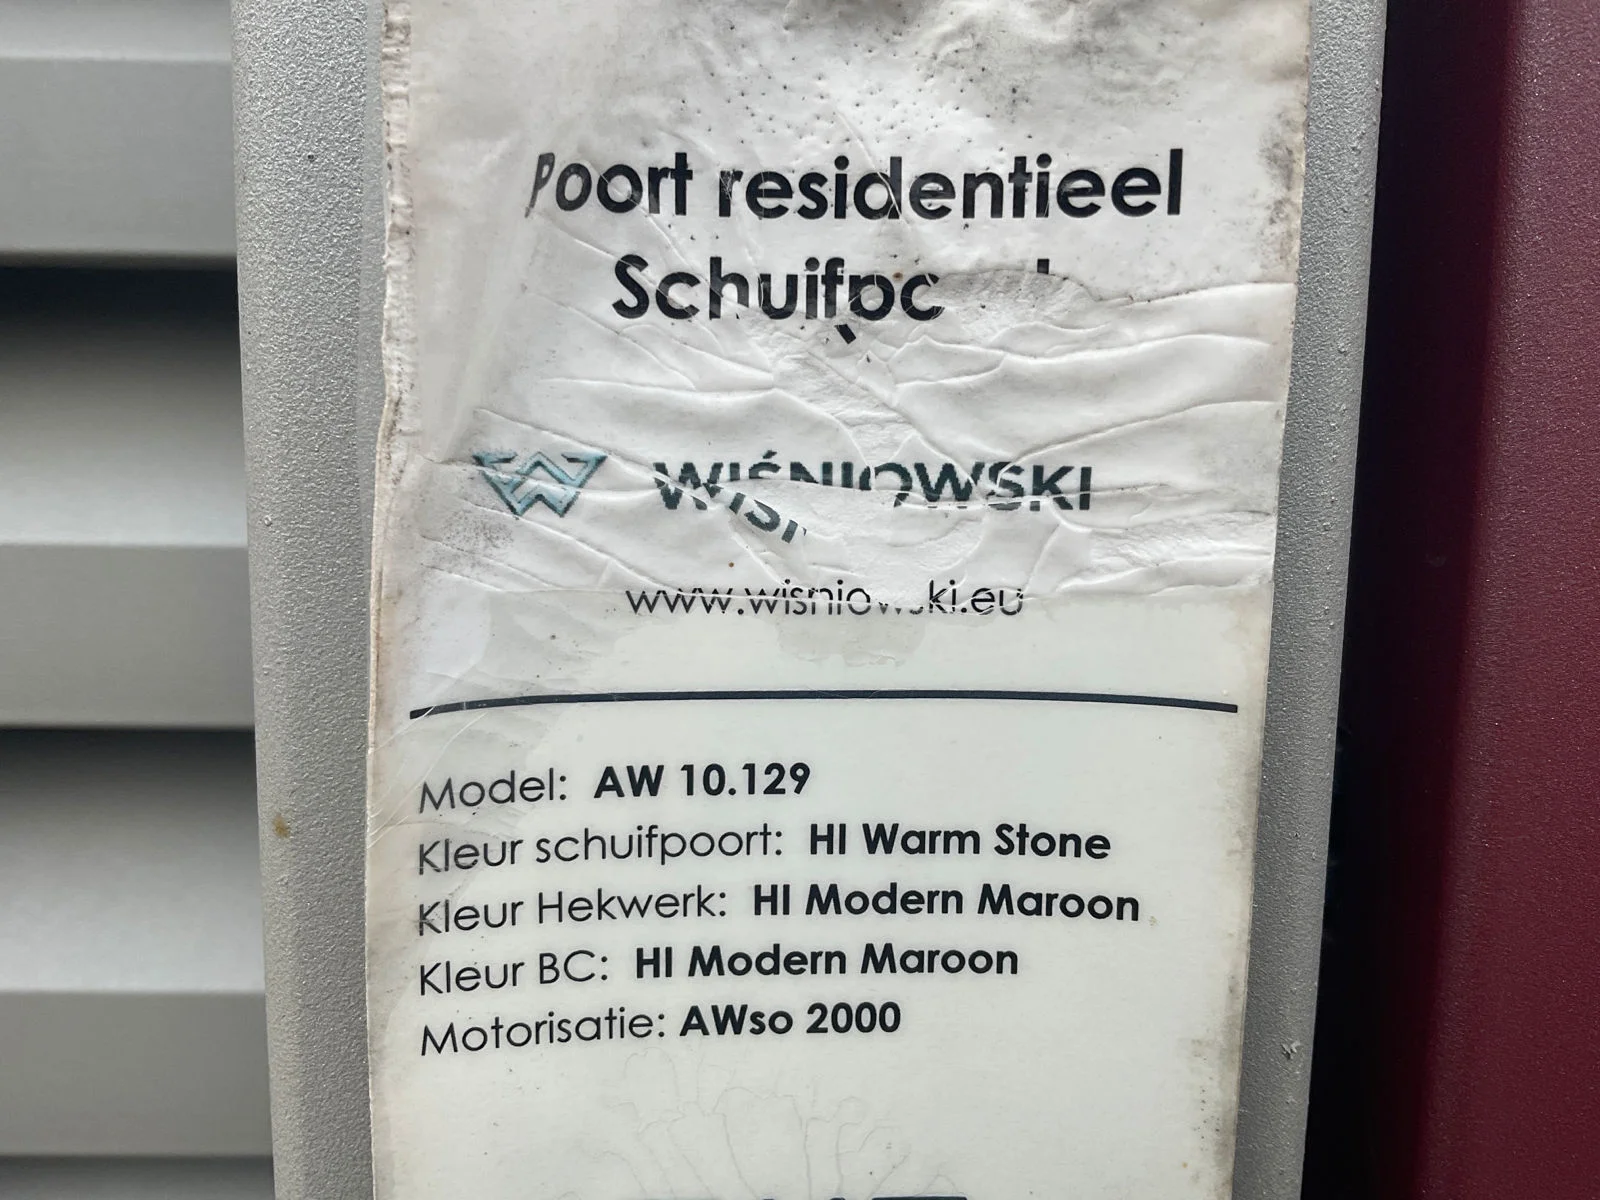 Poort residentieel
WIŚNIOWSKI
www.wisniowski.eu
Model: AW 10.129
Kleur schuifpoort: HI Warm Stone
Kleur Hekwerk: HI Modern Maroon
Kleur BC: HI Modern Maroon
Motorisatie: AWso 2000